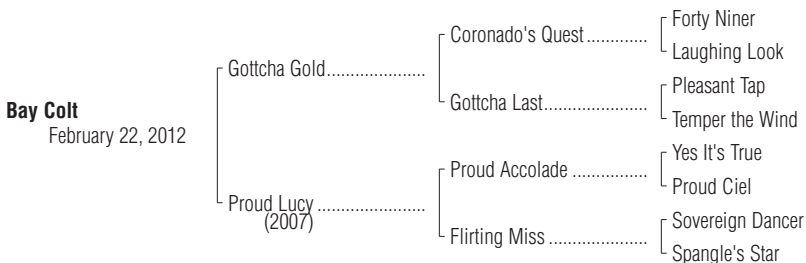 Forty Niner
Coronado's Quest.............
Laughing Look
Gottcha Gold.....................
Pleasant Tap
Gottcha Last......................
Temper the Wind
Bay Colt
February 22, 2012
Yes It's True
Proud Accolade ................
Proud Ciel
Proud Lucy .......................
(2007)
Sovereign Dancer
Flirting Miss .....................
Spangle's Star